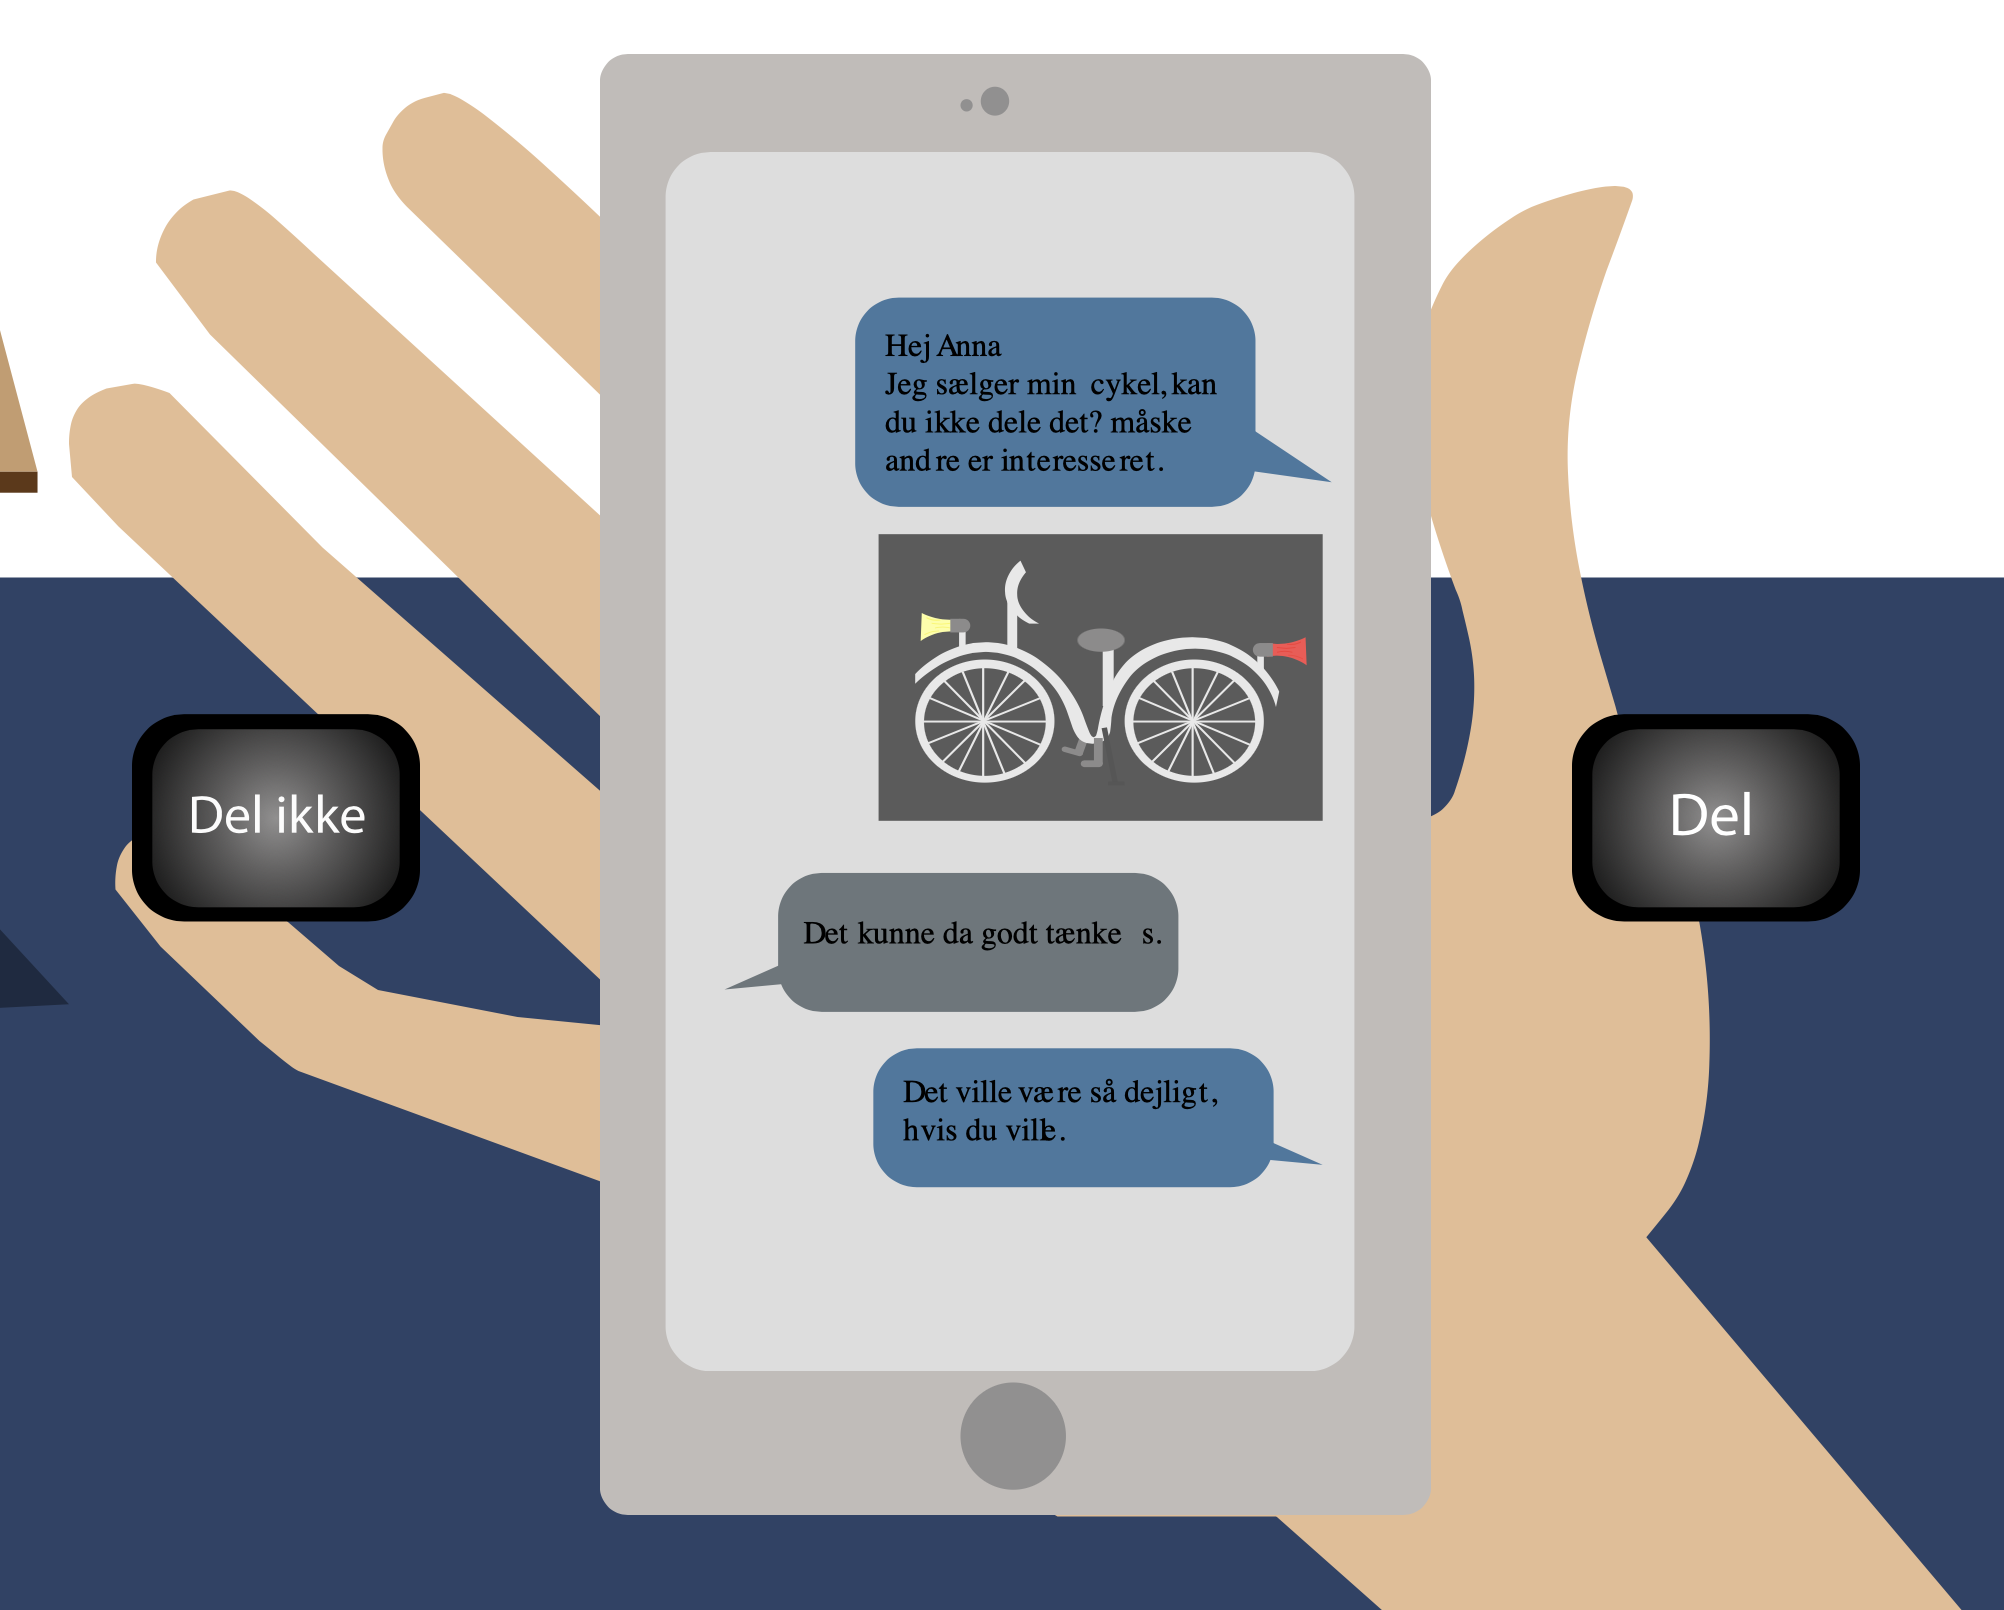 Hej Anna
Jeg sælger min cykel, kan
du ikke dele det? måske
andre er interesseret.
Det kunne da godt tænkes.
Det ville være så dejligt,
hvis du ville.
Del ikke
Del